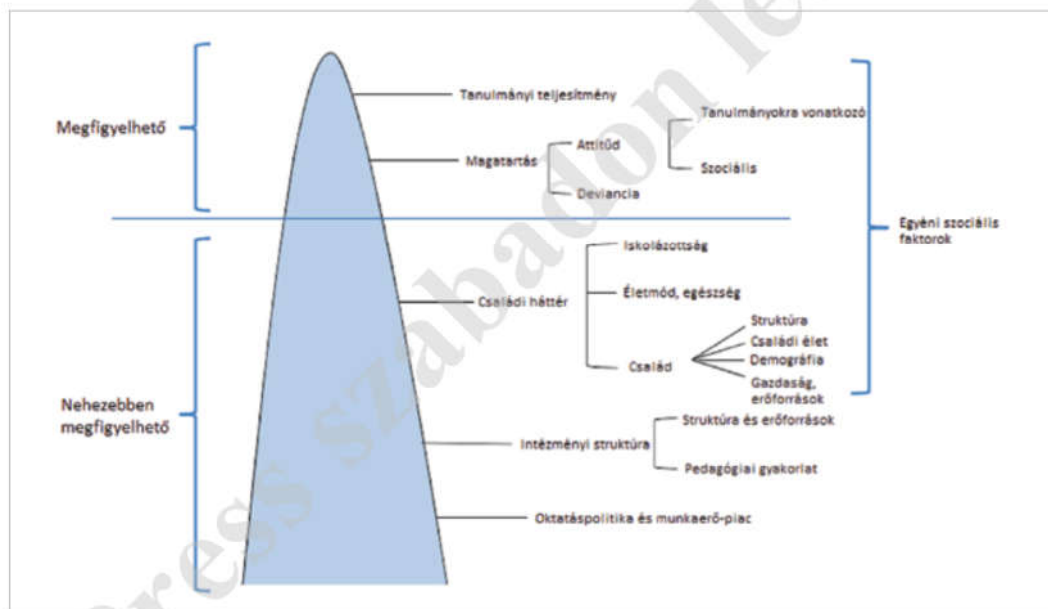 Megfigyelhető
Tanulmányi teljesítmény
Magatartás
Attitűd
Deviancia
Tanulmányokra vonatkozó
Szociális
Egyéni szociális
faktorok
Nehezebben
megfigyelhető
Családi háttér
Iskolázottság
Életmód, egészség
Család
Struktúra
Családi élet
Demográfia
Gazdaság,
erőforrások
Intézményi struktúra
Struktúra és erőforrások
Pedagógiai gyakorlat
Oktatáspolitika és munkaerő-piac
szabadon